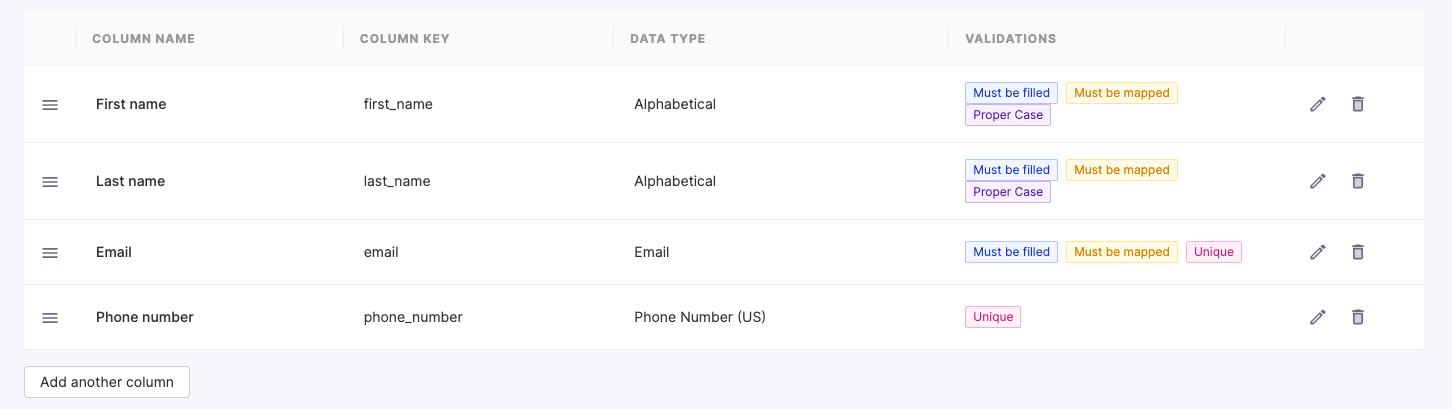 COLUMN NAME COLUMN KEY DATA TYPE VALIDATIONS
First name first_name Alphabetical Must be filled Must be mapped
Proper Case
Last name last_name Alphabetical Must be filled Must be mapped
Proper Case
Email email Email Must be filled Must be mapped Unique
Phone number phone_number Phone Number (US) Unique
Add another column